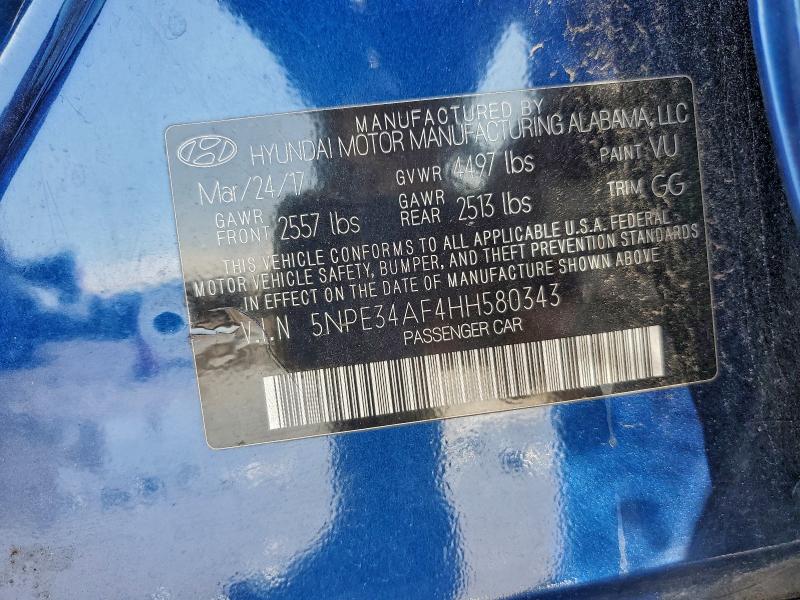 MANUFACTURED BY
HYUNDAI MOTOR MANUFACTURING ALABAMA, LLC
Mar/24/17 GVWR 4497 lbs PAINT VU
GAWR FRONT 2557 lbs GAWR REAR 2513 lbs TRIM GG
THIS VEHICLE CONFORMS TO ALL APPLICABLE U.S.A. FEDERAL
MOTOR VEHICLE SAFETY, BUMPER, AND THEFT PREVENTION STANDARDS
IN EFFECT ON THE DATE OF MANUFACTURE SHOWN ABOVE
V.I.N 5NPE34AF4HH580343
PASSENGER CAR